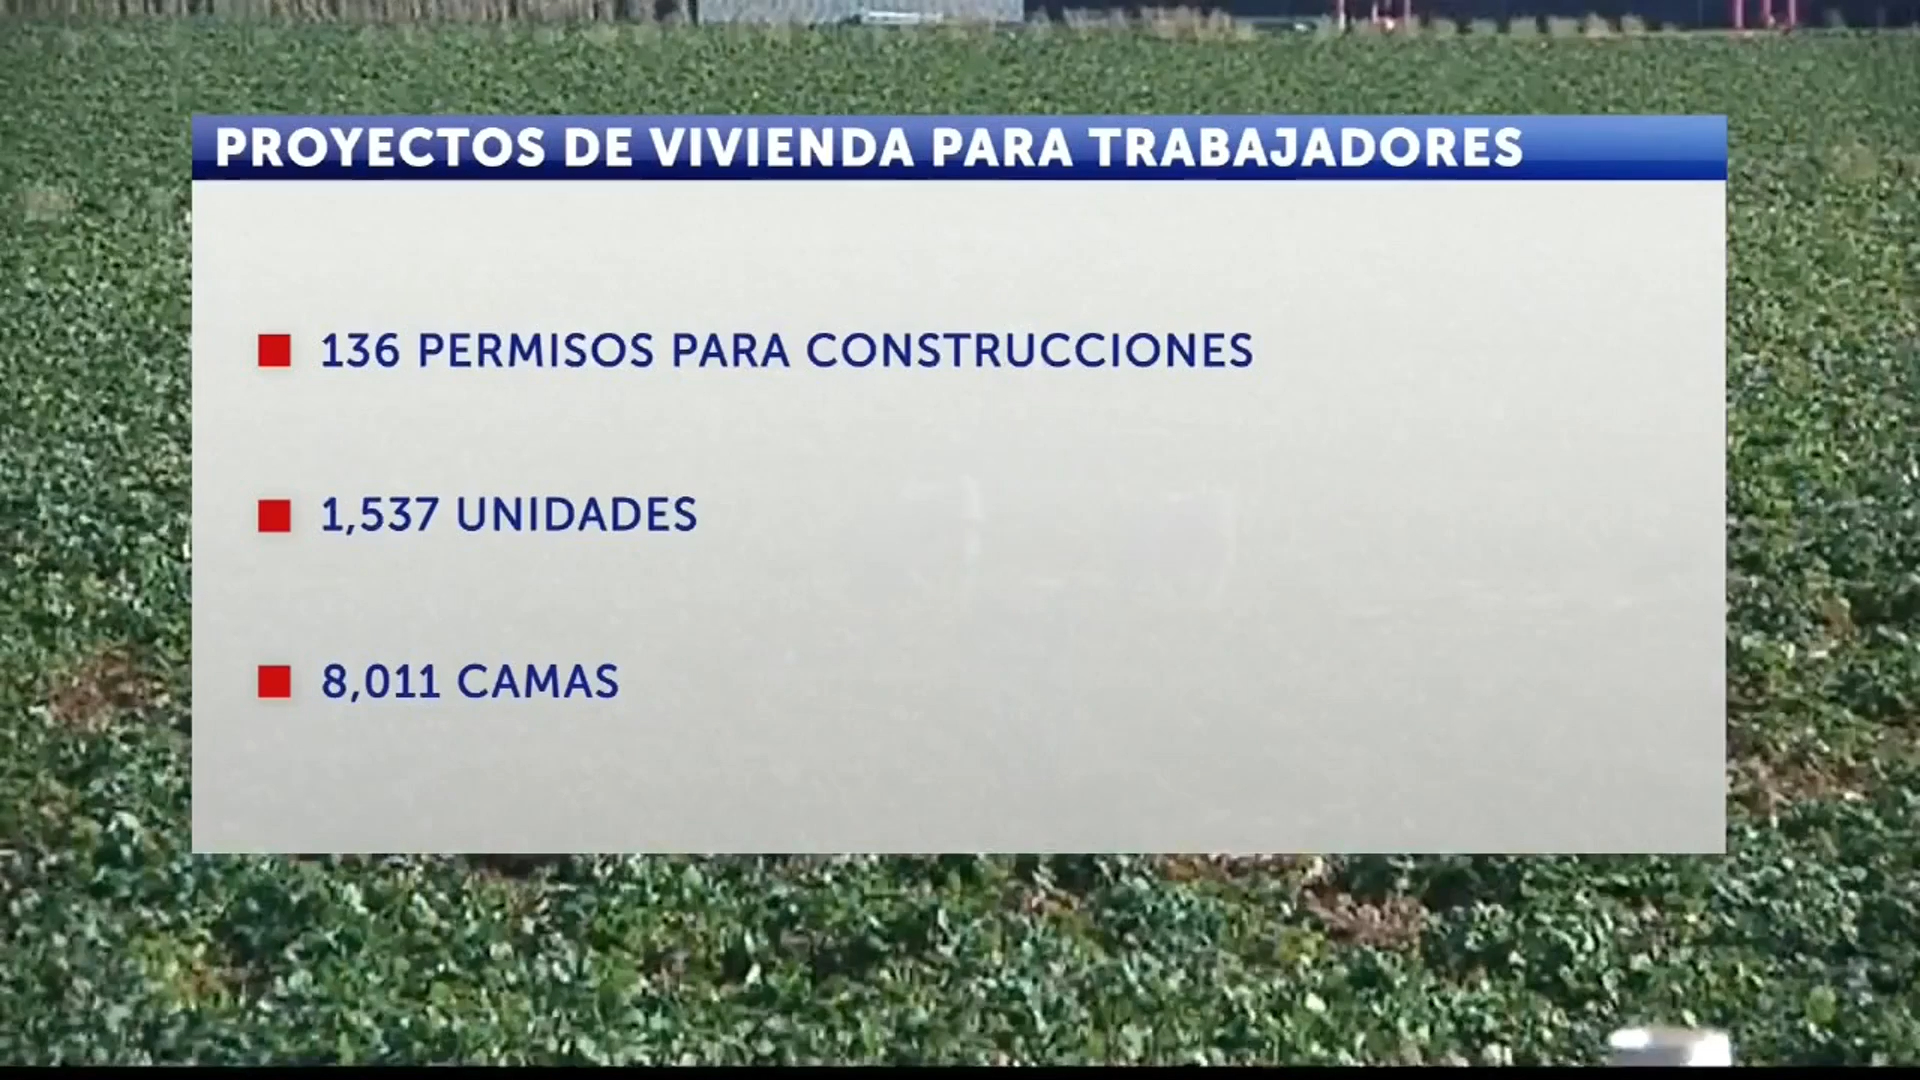 PROYECTOS DE VIVIENDA PARA TRABAJADORES
136 PERMISOS PARA CONSTRUCCIONES
1,537 UNIDADES
8,011 CAMAS